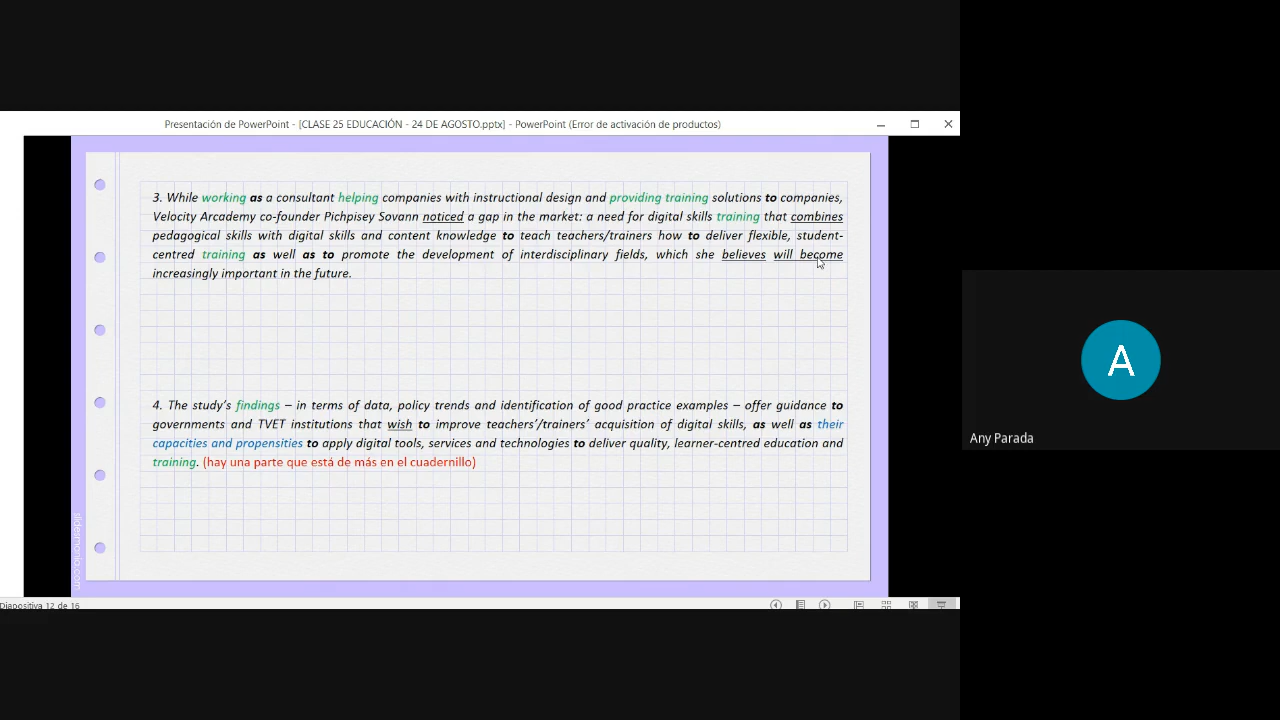 Presentación de PowerPoint - [CLASE 25 EDUCACIÓN - 24 DE AGOSTO.pptx] - PowerPoint (Error de activación de productos)
3. While working as a consultant helping companies with instructional design and providing training solutions to companies,
Velocity Arcademy co-founder Pichpisey Sovann noticed a gap in the market: a need for digital skills training that combines
pedagogical skills with digital skills and content knowledge to teach teachers/trainers how to deliver flexible, student-
centred training as well as to promote the development of interdisciplinary fields, which she believes will become
increasingly important in the future.
4. The study's findings – in terms of data, policy trends and identification of good practice examples – offer guidance to
governments and TVET institutions that wish to improve teachers'/trainers' acquisition of digital skills, as well as their
capacities and propensities to apply digital tools, services and technologies to deliver quality, learner-centred education and
training. (hay una parte que está de más en el cuadernillo)
slidesmania.com
Diapositiva 12 de 16
A
Any Parada